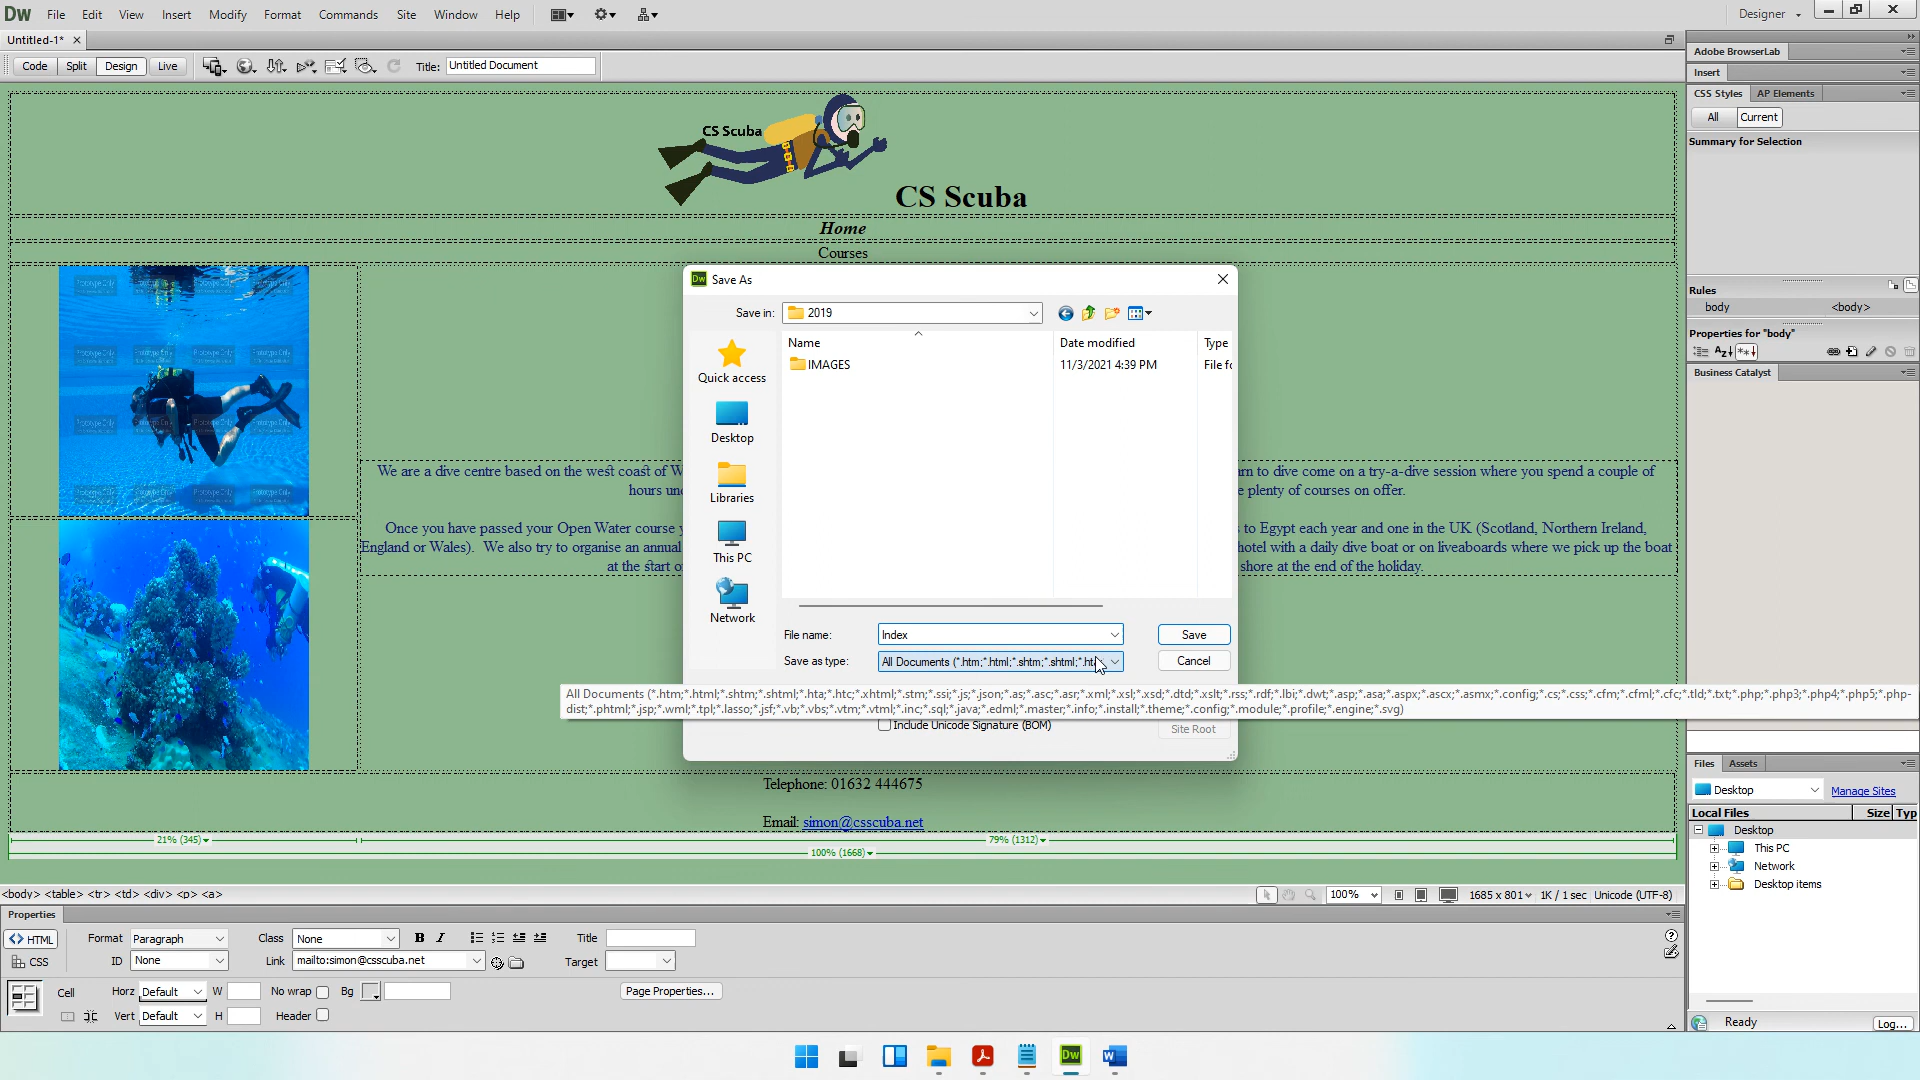 Dw File Edit View Insert Modify Format Commands Site Window Help
Designer
Untitled-1*
Code Split Design Live Title: Untitled Document
Adobe BrowserLab
Insert
CSS Styles AP Elements
All Current
Summary for Selection
Rules
body <body>
Properties for "body"
Business Catalyst
CS Scuba
CS Scuba
Home
Courses
Prototype Only
We are a dive centre based on the west coast of W
rn to dive come on a try-a-dive session where you spend a couple of
hours un
e plenty of courses on offer.
Once you have passed your Open Water course y
s to Egypt each year and one in the UK (Scotland, Northern Ireland,
England or Wales).  We also try to organise an annual
hotel with a daily dive boat or on liveaboards where we pick up the boat
at the start o
shore at the end of the holiday.
Telephone: 01632 444675
Email: simon@csscuba.net
21% (345)
79% (1312)
100% (1668)
Dw Save As
Save in: 2019
Name Date modified Type
IMAGES 11/3/2021 4:39 PM File fo
Quick access
Desktop
Libraries
This PC
Network
File name: Index Save
Save as type: All Documents (*.htm;*.html;*.shtm;*.shtml;*.hta Cancel
All Documents (*.htm;*.html;*.shtm;*.shtml;*.hta;*.htc;*.xhtml;*.stm;*.ssi;*.js;*.json;*.as;*.asc;*.asr;*.xml;*.xsl;*.xsd;*.dtd;*.xslt;*.rss;*.rdf;*.lbi;*.dwt;*.asp;*.asa;*.aspx;*.ascx;*.asmx;*.config;*.cs;*.css;*.cfm;*.cfml;*.cfc;*.tld;*.txt;*.php;*.php3;*.php4;*.php5;*.php-
dist;*.phtml;*.jsp;*.wml;*.tpl;*.lasso;*.jsf;*.vb;*.vbs;*.vtm;*.vtml;*.inc;*.sql;*.java;*.edml;*.master;*.info;*.install;*.theme;*.config;*.module;*.profile;*.engine;*.svg)
Include Unicode Signature (BOM)
Site Root
Files Assets
Desktop Manage Sites
Local Files Size Typ
Desktop
This PC
Network
Desktop items
Ready Log...
<body> <table> <tr> <td> <div> <p> <a>
100% 1685 x 801 1K / 1 sec Unicode (UTF-8)
Properties
<> HTML Format Paragraph Class None B I Title
CSS ID None Link mailto:simon@csscuba.net Target
Cell Horz Default W No wrap Bg Page Properties...
Vert Default H Header
Dw W